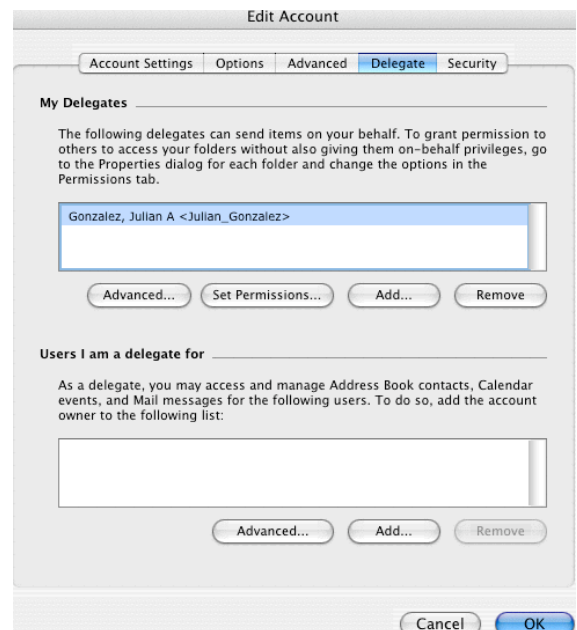 Edit Account
Account Settings Options Advanced Delegate Security
My Delegates
The following delegates can send items on your behalf. To grant permission to
others to access your folders without also giving them on-behalf privileges, go
to the Properties dialog for each folder and change the options in the
Permissions tab.
Gonzalez, Julian A <Julian_Gonzalez>
Advanced... Set Permissions... Add... Remove
Users I am a delegate for
As a delegate, you may access and manage Address Book contacts, Calendar
events, and Mail messages for the following users. To do so, add the account
owner to the following list:
Advanced... Add... Remove
Cancel OK